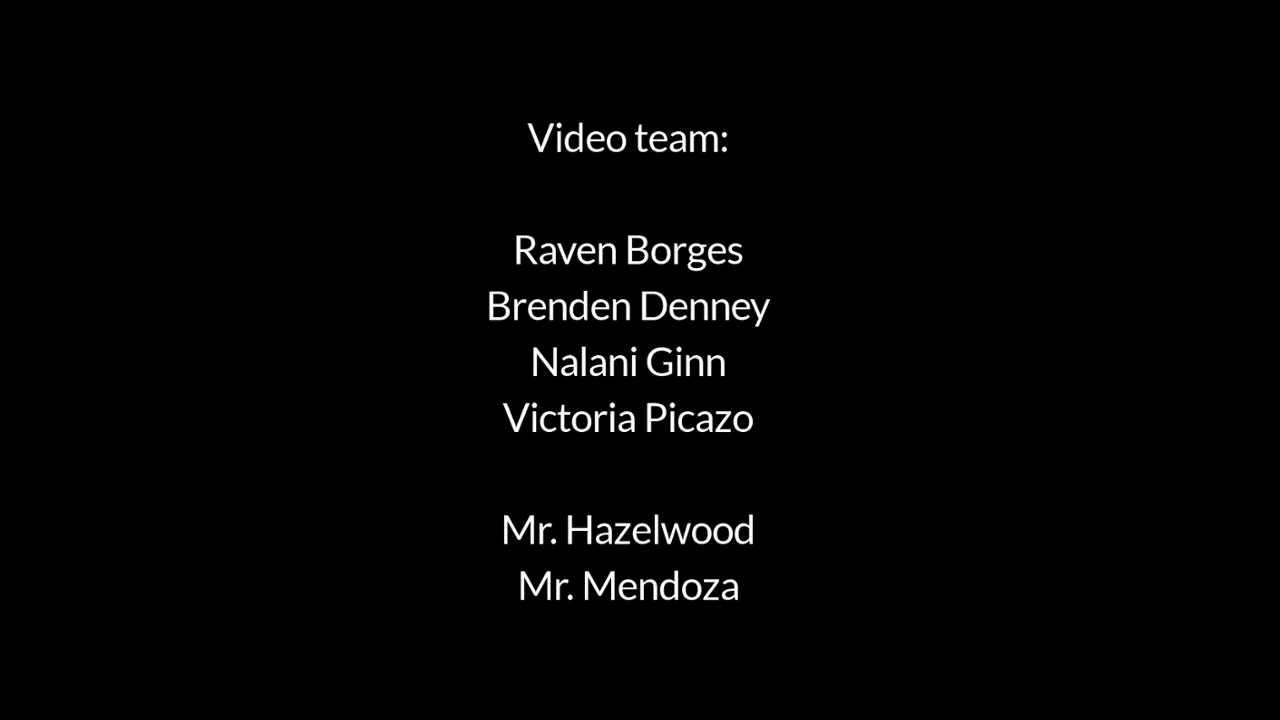 Video team:
Raven Borges
Brenden Denney
Nalani Ginn
Victoria Picazo
Mr. Hazelwood
Mr. Mendoza